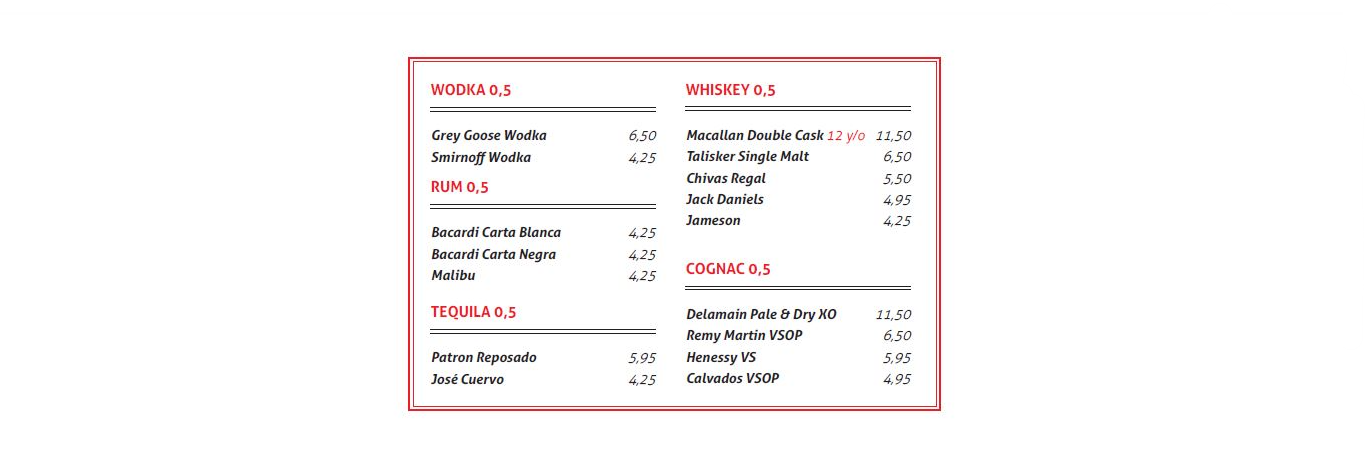 WODKA 0,5
Grey Goose Wodka 6,50
Smirnoff Wodka 4,25
RUM 0,5
Bacardi Carta Blanca 4,25
Bacardi Carta Negra 4,25
Malibu 4,25
TEQUILA 0,5
Patron Reposado 5,95
José Cuervo 4,25
WHISKEY 0,5
Macallan Double Cask 12 y/o 11,50
Talisker Single Malt 6,50
Chivas Regal 5,50
Jack Daniels 4,95
Jameson 4,25
COGNAC 0,5
Delamain Pale & Dry XO 11,50
Remy Martin VSOP 6,50
Henessy VS 5,95
Calvados VSOP 4,95